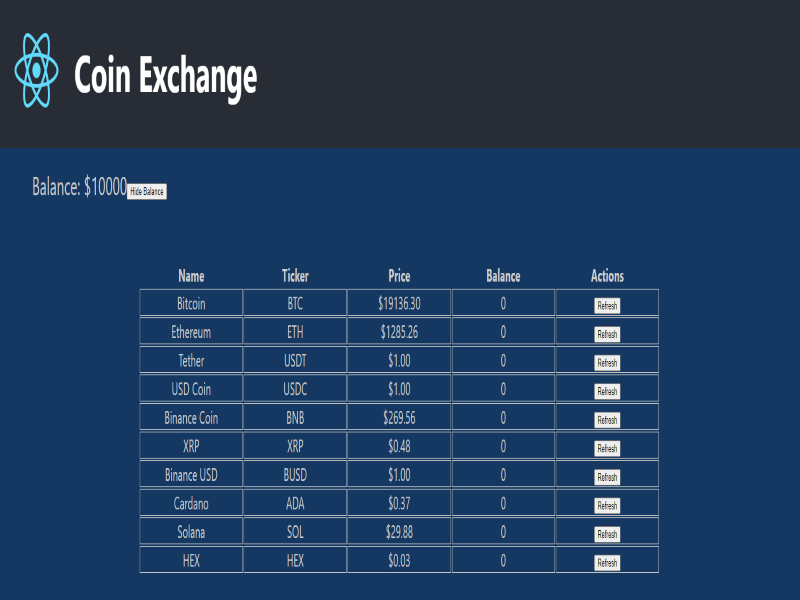 Coin Exchange
Balance: $10000 Hide Balance
Name Ticker Price Balance Actions
Bitcoin BTC $19136.30 0 Refresh
Ethereum ETH $1285.26 0 Refresh
Tether USDT $1.00 0 Refresh
USD Coin USDC $1.00 0 Refresh
Binance Coin BNB $269.56 0 Refresh
XRP XRP $0.48 0 Refresh
Binance USD BUSD $1.00 0 Refresh
Cardano ADA $0.37 0 Refresh
Solana SOL $29.88 0 Refresh
HEX HEX $0.03 0 Refresh